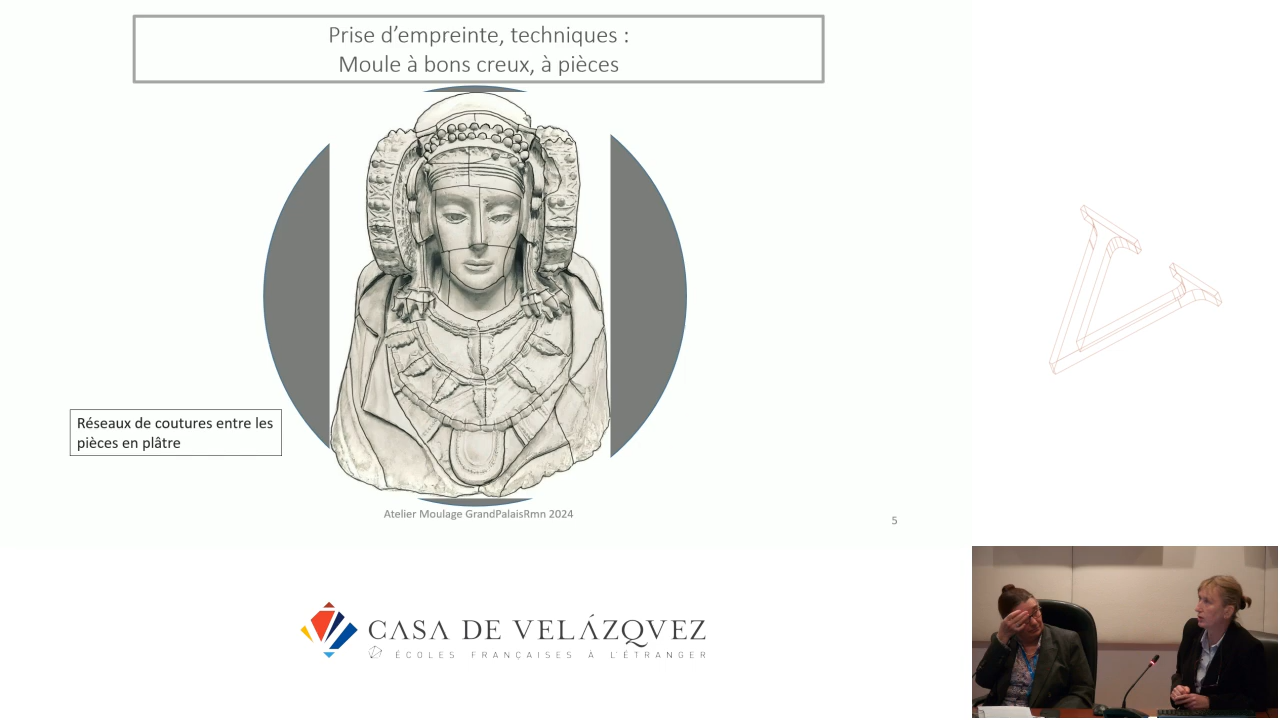 Prise d’empreinte, techniques :
Moule à bons creux, à pièces
Réseaux de coutures entre les
pièces en plâtre
Atelier Moulage GrandPalaisRmn 2024
5
CASA DE VELÁZQVEZ
ÉCOLES FRANÇAISES À L'ÉTRANGER